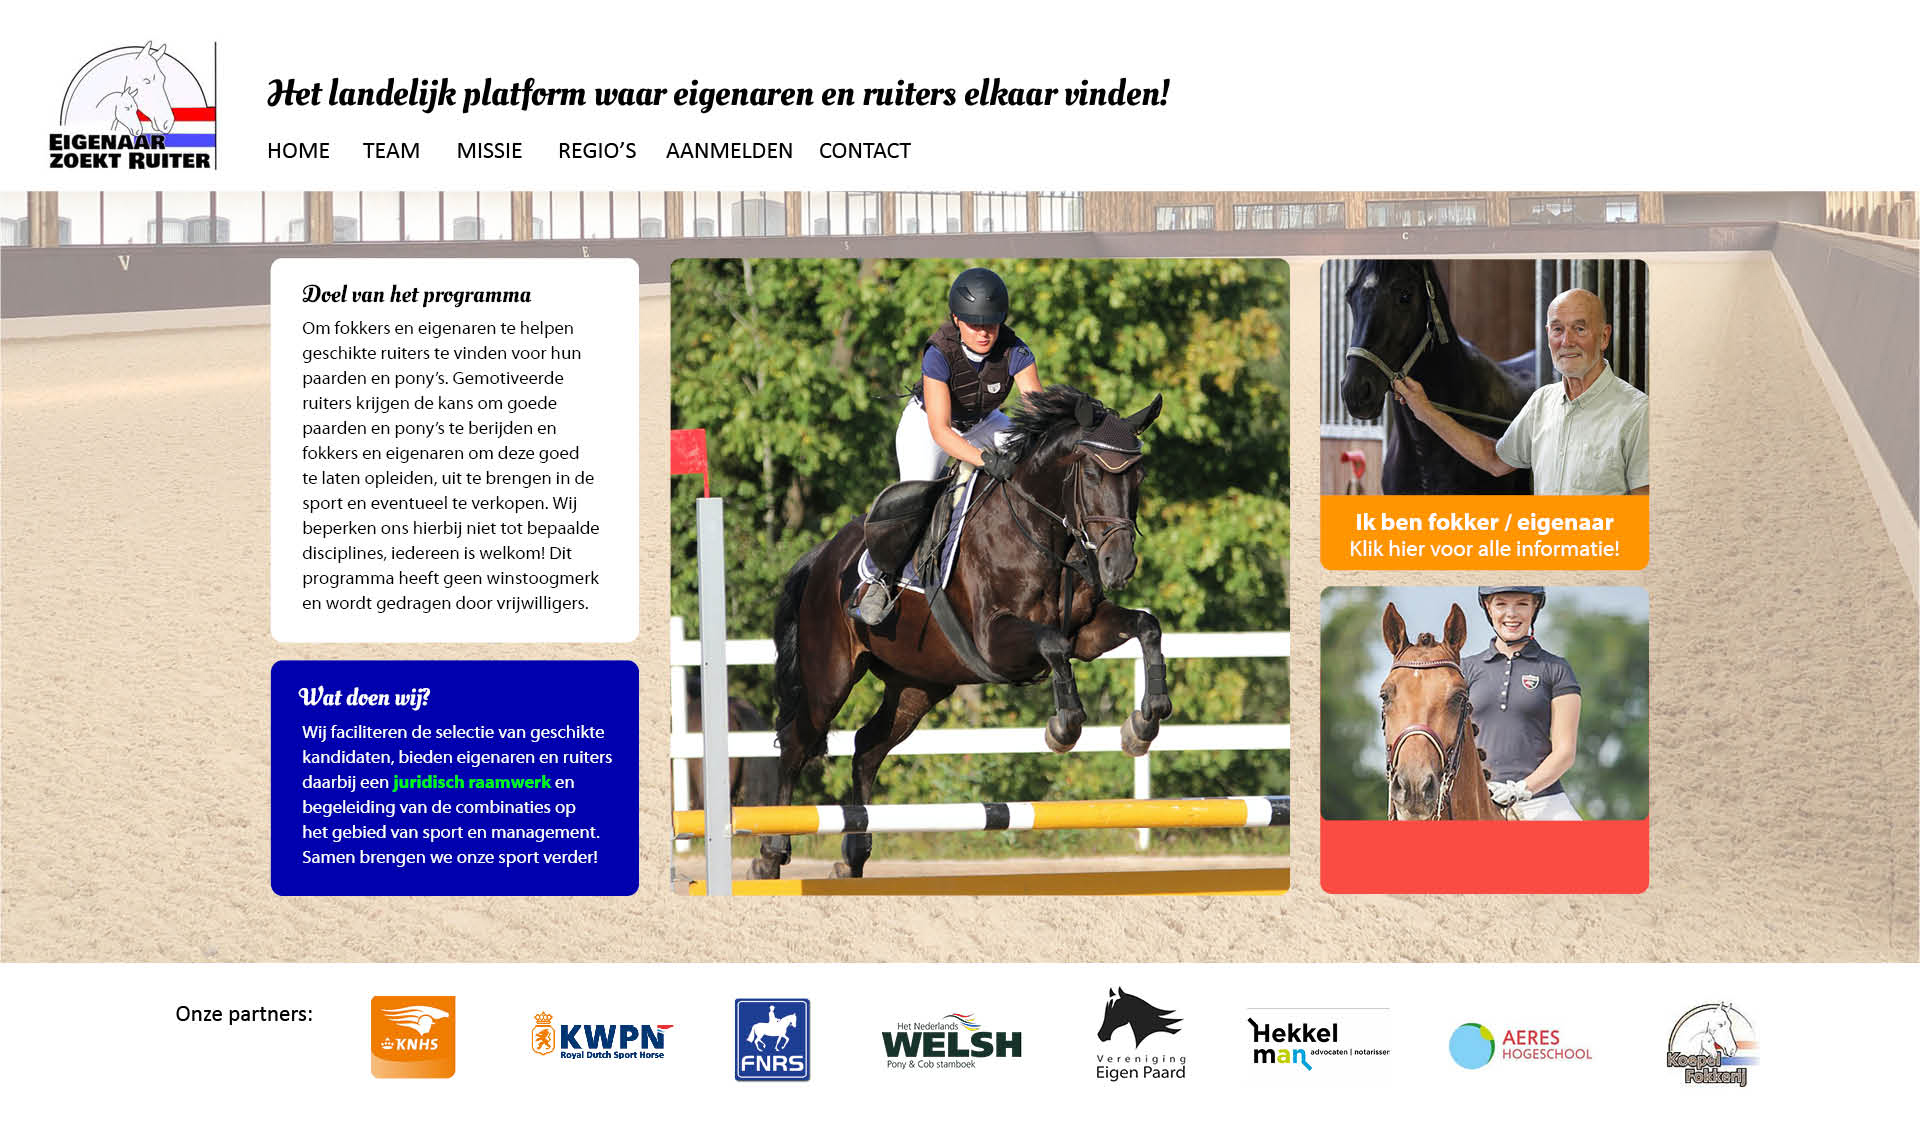 EIGENAAR
ZOEKT RUITER
Het landelijk platform waar eigenaren en ruiters elkaar vinden!
HOME TEAM MISSIE REGIO’S AANMELDEN CONTACT
V E S C
Doel van het programma
Om fokkers en eigenaren te helpen
geschikte ruiters te vinden voor hun
paarden en pony’s. Gemotiveerde
ruiters krijgen de kans om goede
paarden en pony’s te berijden en
fokkers en eigenaren om deze goed
te laten opleiden, uit te brengen in de
sport en eventueel te verkopen. Wij
beperken ons hierbij niet tot bepaalde
disciplines, iedereen is welkom! Dit
programma heeft geen winstoogmerk
en wordt gedragen door vrijwilligers.
Wat doen wij?
Wij faciliteren de selectie van geschikte
kandidaten, bieden eigenaren en ruiters
daarbij een juridisch raamwerk en
begeleiding van de combinaties op
het gebied van sport en management.
Samen brengen we onze sport verder!
Ik ben fokker / eigenaar
Klik hier voor alle informatie!
Onze partners:
KNHS
KWPN
Royal Dutch Sport Horse
FNRS
Het Nederlands
WELSH
Pony & Cob stamboek
Vereniging
Eigen Paard
Hekkel
man advocaten | notarissen
AERES
HOGESCHOOL
Koepel
Fokkerij